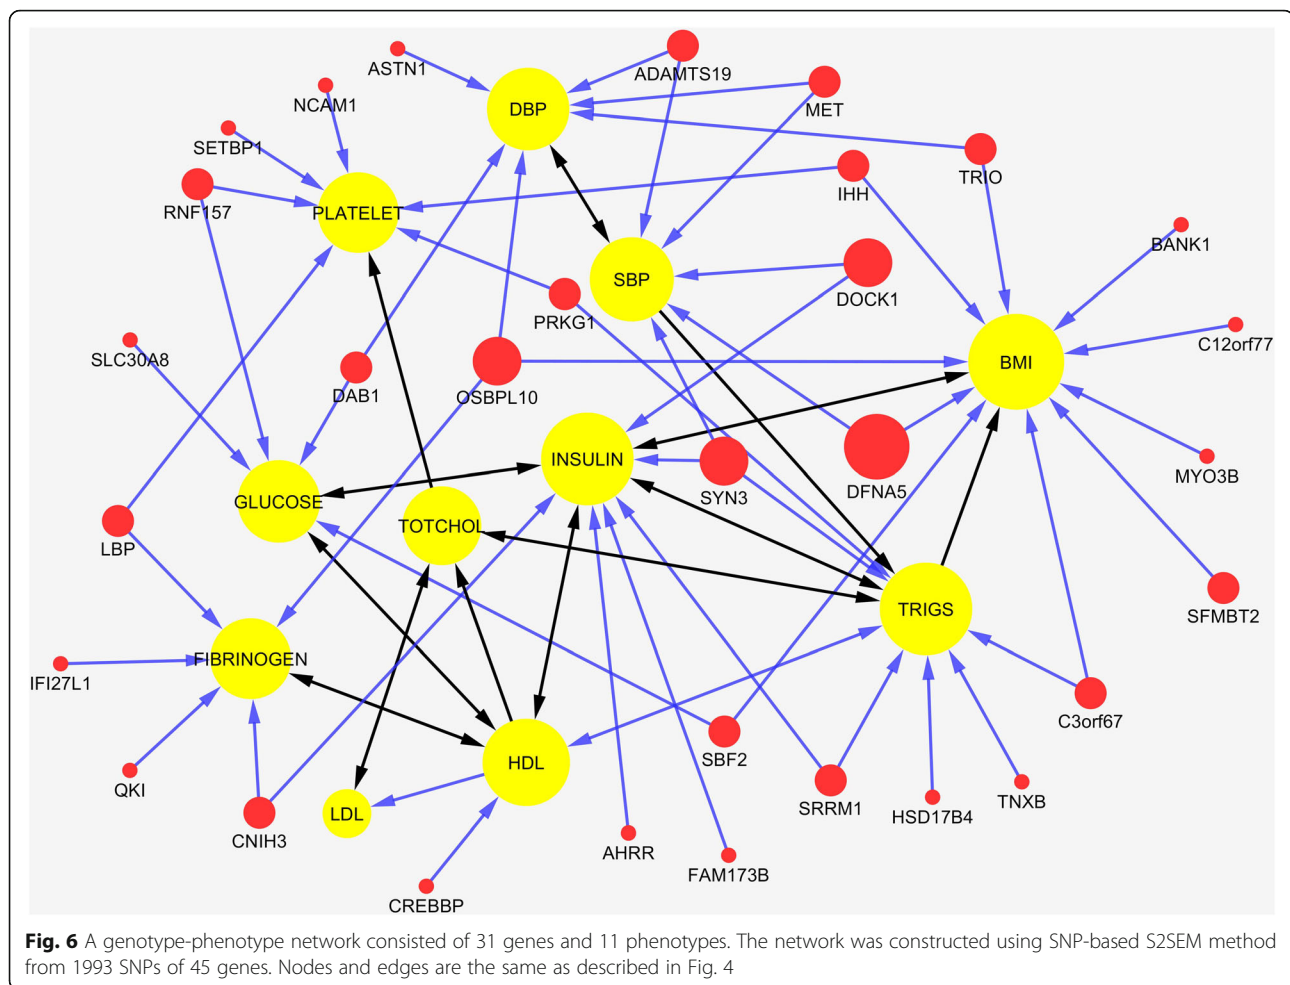 ASTN1
ADAMTS19
DBP
NCAM1
MET
SETBP1
IHH
TRIO
RNF157
PLATELET
BANK1
SBP
DOCK1
PRKG1
C12orf77
SLC30A8
BMI
DAB1
OSBPL10
INSULIN
MYO3B
DFNA5
SYN3
GLUCOSE
TOTCHOL
LBP
TRIGS
SFMBT2
FIBRINOGEN
IFI27L1
C3orf67
SBF2
HDL
QKI
SRRM1
TNXB
HSD17B4
LDL
CNIH3
AHRR
FAM173B
CREBBP
Fig. 6 A genotype-phenotype network consisted of 31 genes and 11 phenotypes. The network was constructed using SNP-based S2SEM method
from 1993 SNPs of 45 genes. Nodes and edges are the same as described in Fig. 4